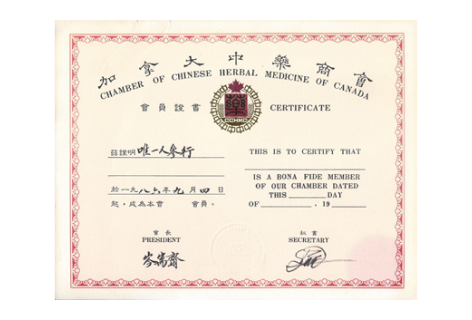 加拿大中藥商會
CHAMBER OF CHINESE HERBAL MEDICINE OF CANADA
會員證書
CERTIFICATE
茲證明唯一人參行
THIS IS TO CERTIFY THAT
IS A BONA FIDE MEMBER
OF OUR CHAMBER DATED
THIS DAY
OF , 19
於一九八六年九月四日
起，成為本會 會員。
會長
PRESIDENT
SECRETARY